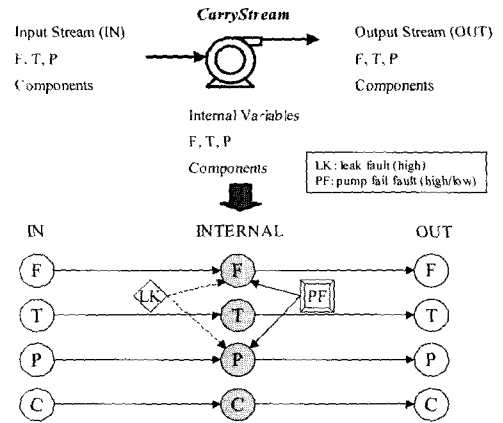 CarryStream
Input Stream (IN)
Output Stream (OUT)
F, T, P
F, T, P
Components
Components
Internal Variables
F, T, P
Components
LK: leak fault (high)
PF: pump fail fault (high/low)
IN
INTERNAL
OUT
F
F
F
LK
PF
T
T
T
P
P
P
C
C
C